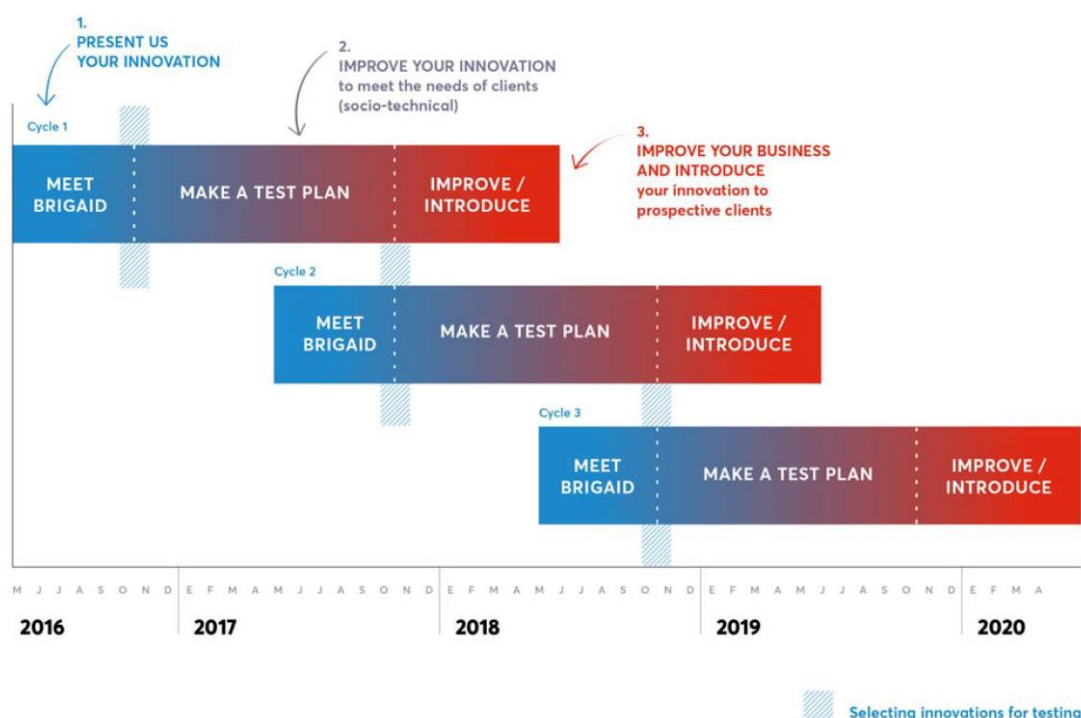 1.
PRESENT US
YOUR INNOVATION
2.
IMPROVE YOUR INNOVATION
to meet the needs of clients
(socio-technical)
3.
IMPROVE YOUR BUSINESS
AND INTRODUCE
your innovation to
prospective clients
Cycle 1
MEET
BRIGAID
MAKE A TEST PLAN
IMPROVE /
INTRODUCE
Cycle 2
MEET
BRIGAID
MAKE A TEST PLAN
IMPROVE /
INTRODUCE
Cycle 3
MEET
BRIGAID
MAKE A TEST PLAN
IMPROVE /
INTRODUCE
M J J A S O N D E F M A M J J A S O N D E F M A M J J A S O N D E F M A M J J A S O N D E F M A
2016 2017 2018 2019 2020
Selecting innovations for testing